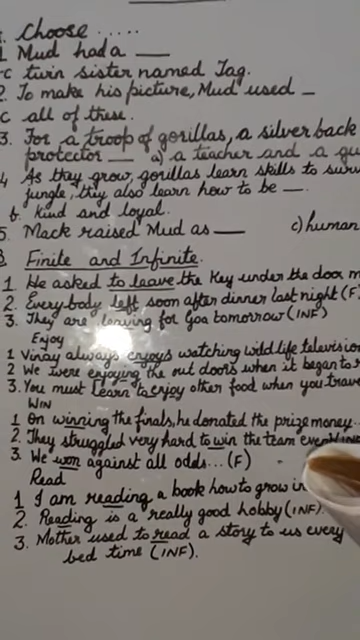 Choose ......
1 Mud had a ___
c twin sister named Tag.
2. To make his picture, Mud used _
c all of these.
3. For a troop of gorillas, a silver back
protector ___ a) a teacher and a
4 As they grow, gorillas learn skills to
jungle, they also learn how to be __.
b. Kind and loyal.
5. Mack raised Mud as ___ c) human
Finite and Infinite.
1 He asked to leave the key under the door
2. Everybody left soon after dinner last night (F
3. They are leaving for Goa tomorrow (INF)
Enjoy
1 Vinay always enjoys watching wild life
2. We were enjoying the out doors when it began to
3. You must learn to enjoy other food when you
WIN
1 On winning the finals, he donated the prize money
2. They struggled very hard to win the team
3. We won against all odds... (F)
Read
1 I am reading a book how to grow
2. Reading is a really good hobby (INF).
3. Mother used to read a story to us every
bed time (INF).